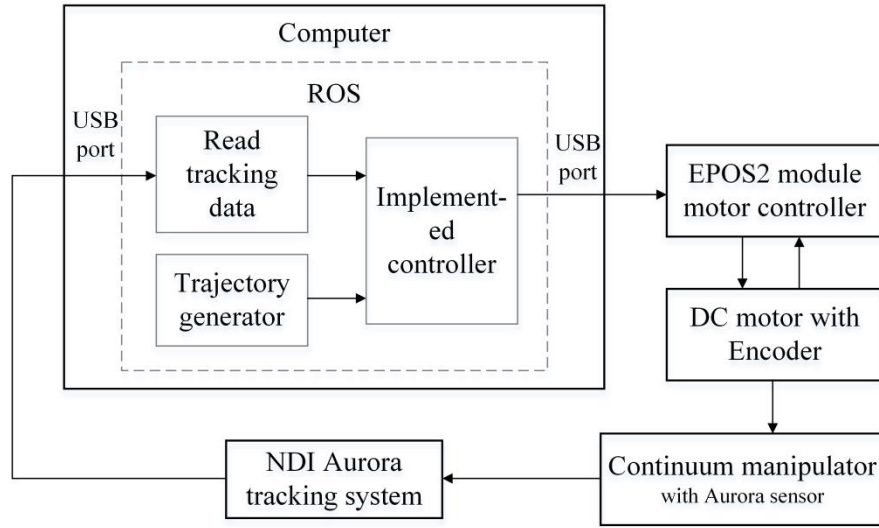 Computer
ROS
USB
port
Read
tracking
data
Implement-
ed
controller
Trajectory
generator
USB
port
EPOS2 module
motor controller
DC motor with
Encoder
Continuum manipulator
with Aurora sensor
NDI Aurora
tracking system